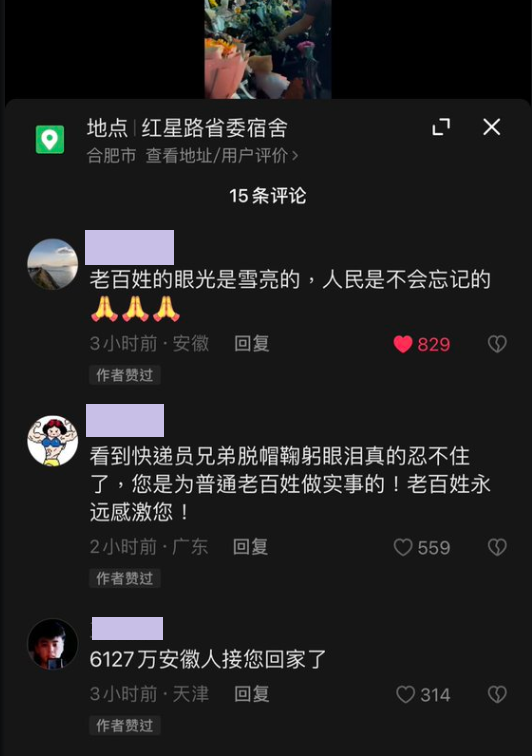 地点|红星路省委宿舍
合肥市 查看地址/用户评价>
15条评论
老百姓的眼光是雪亮的，人民是不会忘记的
🙏🙏🙏
3小时前·安徽 回复 829
作者赞过
看到快递员兄弟脱帽鞠躬眼泪真的忍不住
了，您是为普通老百姓做实事的！老百姓永
远感激您！
2小时前·广东 回复 559
作者赞过
6127万安徽人接您回家了
3小时前·天津 回复 314
作者赞过